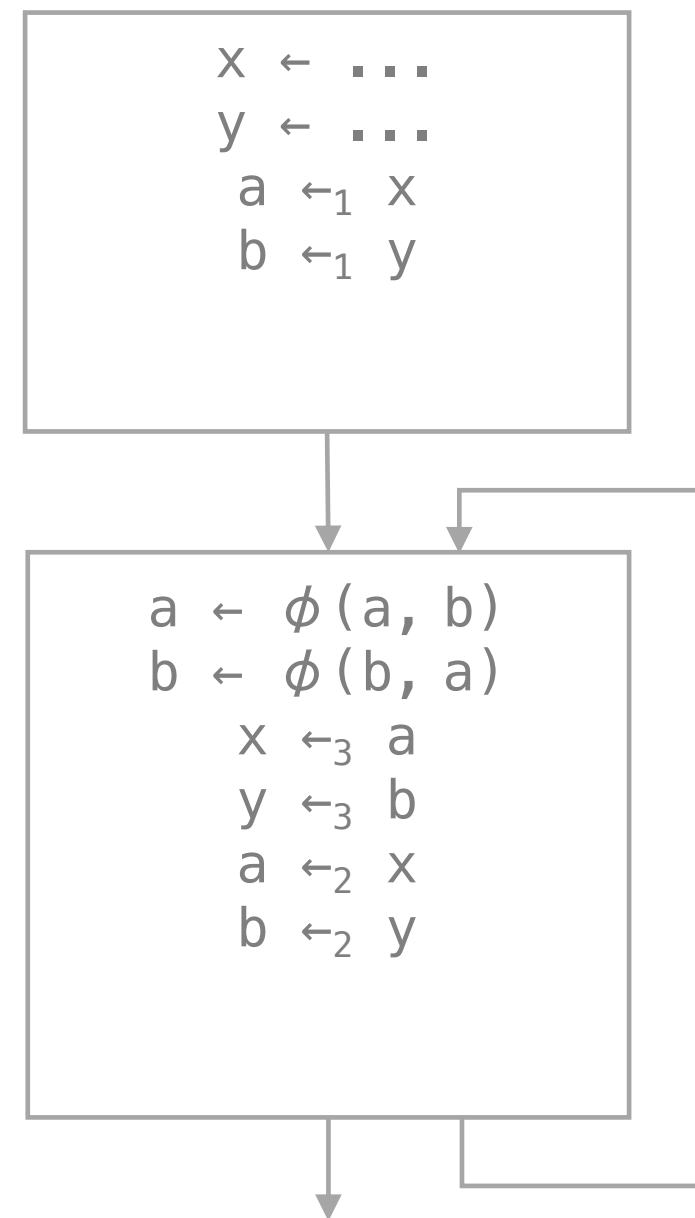 x ← ...
y ← ...
a ←₁ x
b ←₁ y
a ← ϕ(a, b)
b ← ϕ(b, a)
x ←₃ a
y ←₃ b
a ←₂ x
b ←₂ y